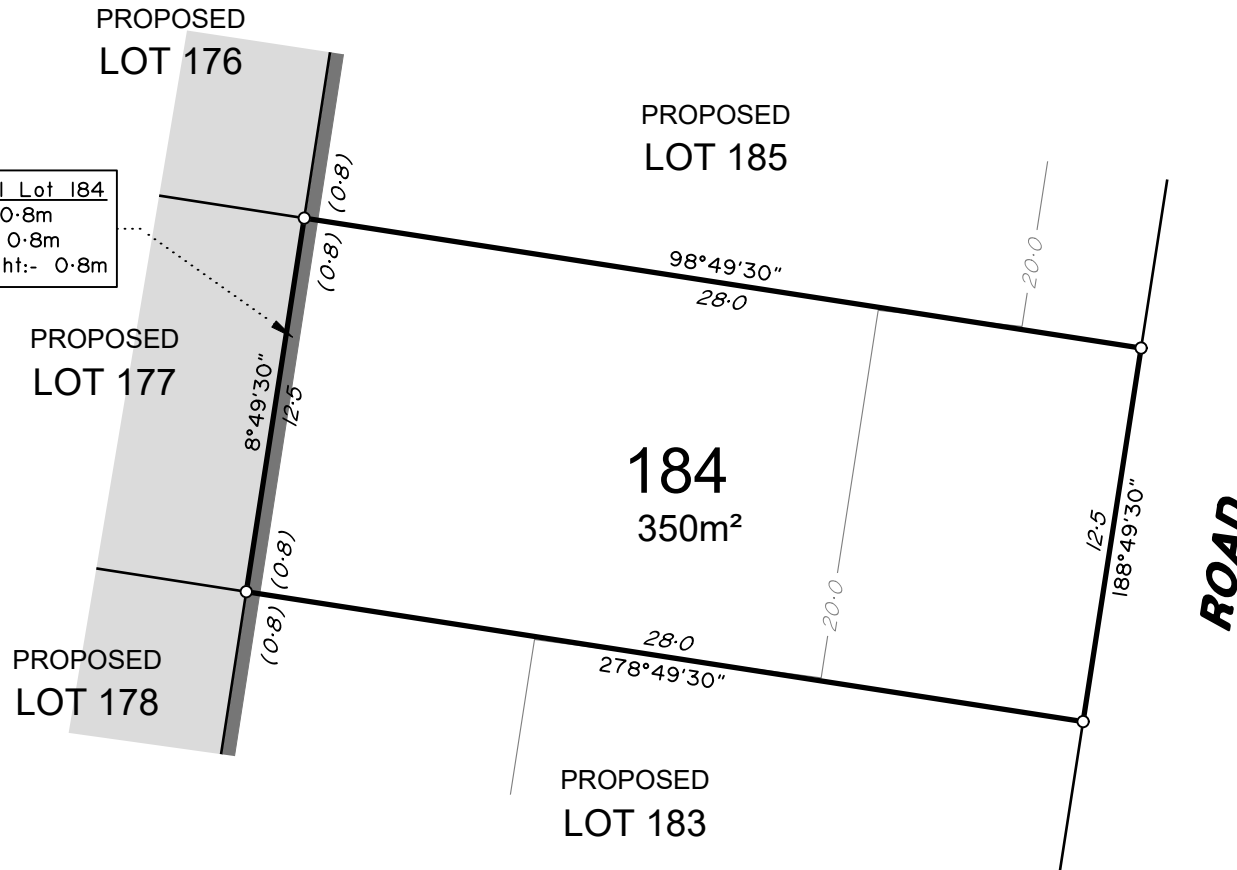 PROPOSED
LOT 176
PROPOSED
LOT 185
Lot 184
0·8m
0·8m
0·8m
(0·8)
(0·8)
20·0
98°49'30"
28·0
PROPOSED
LOT 177
8°49'30"
12·5
184
350m²
12·5
188°49'30"
ROAD
(0·8)
(0·8)
20·0
28·0
278°49'30"
PROPOSED
LOT 178
PROPOSED
LOT 183